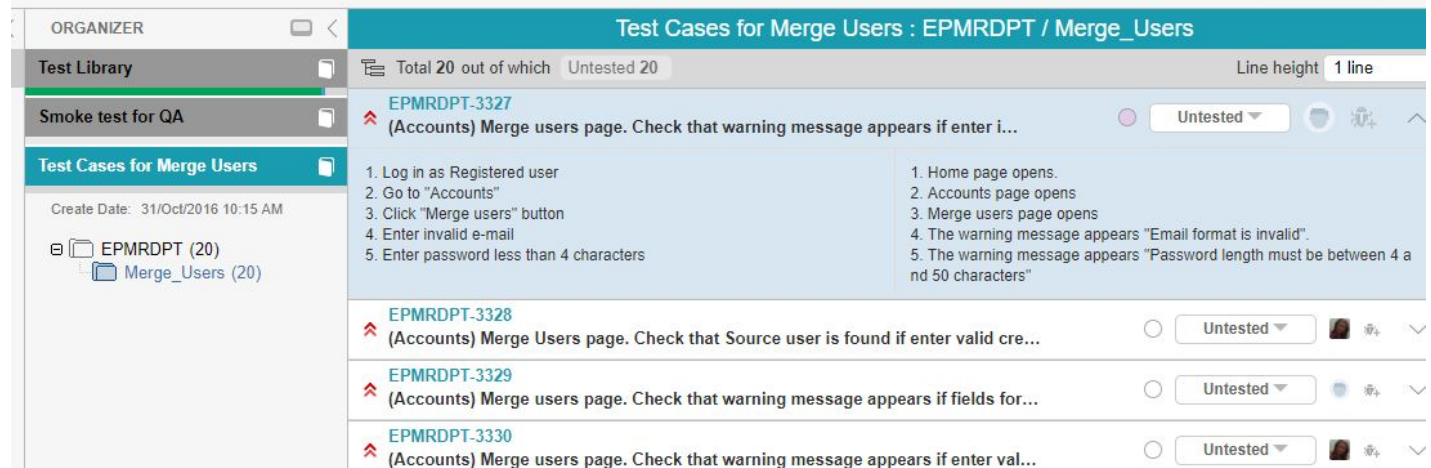 ORGANIZER
Test Library
Smoke test for QA
Test Cases for Merge Users
Create Date: 31/Oct/2016 10:15 AM
EPMRDPT (20)
Merge_Users (20)
Test Cases for Merge Users : EPMRDPT / Merge_Users
Total 20 out of which Untested 20
Line height 1 line
EPMRDPT-3327
(Accounts) Merge users page. Check that warning message appears if enter i...
Untested
1. Log in as Registered user
2. Go to "Accounts"
3. Click "Merge users" button
4. Enter invalid e-mail
5. Enter password less than 4 characters
1. Home page opens.
2. Accounts page opens
3. Merge users page opens
4. The warning message appears "Email format is invalid".
5. The warning message appears "Password length must be between 4 a
nd 50 characters"
EPMRDPT-3328
(Accounts) Merge Users page. Check that Source user is found if enter valid cre...
Untested
EPMRDPT-3329
(Accounts) Merge users page. Check that warning message appears if fields for...
Untested
EPMRDPT-3330
(Accounts) Merge users page. Check that warning message appears if enter val...
Untested